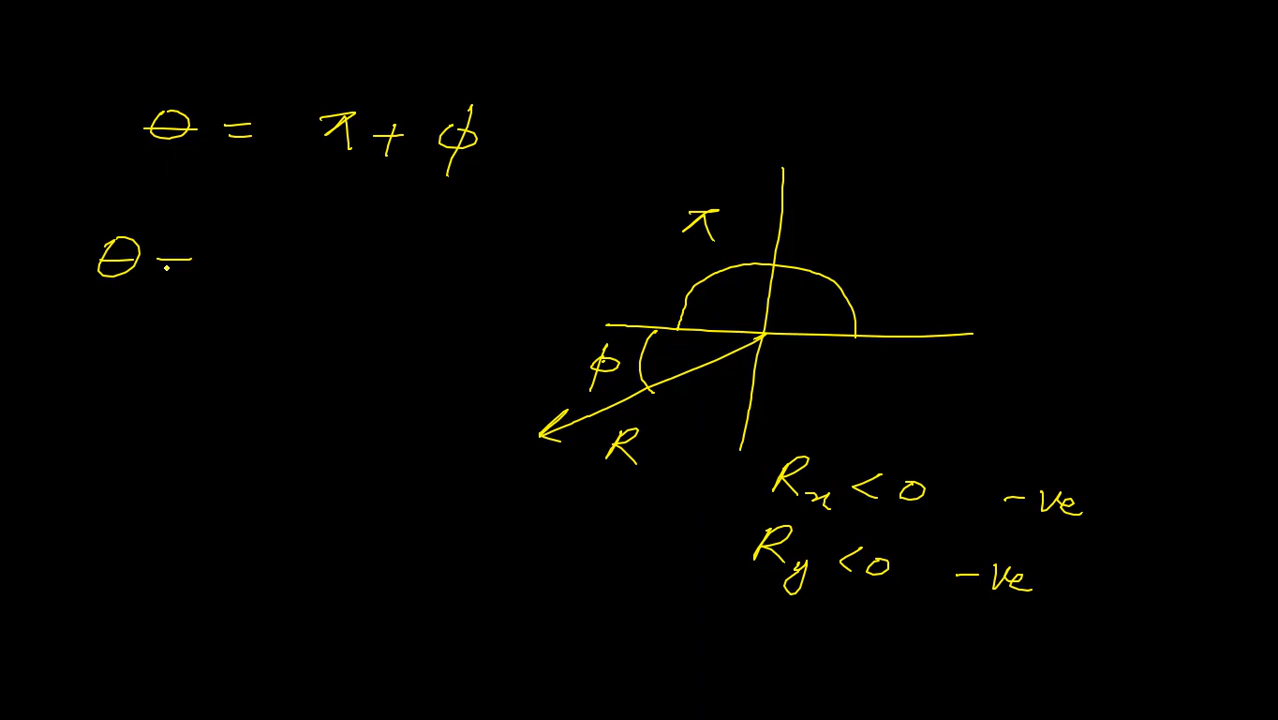 θ = π + φ
θ =
π
φ
R
Rx < 0 -ve
Ry < 0 -ve